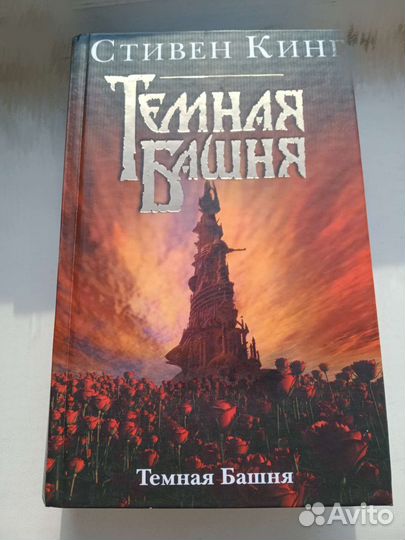 Стивен Кинг
Темная
Башня
Темная Башня
Avito